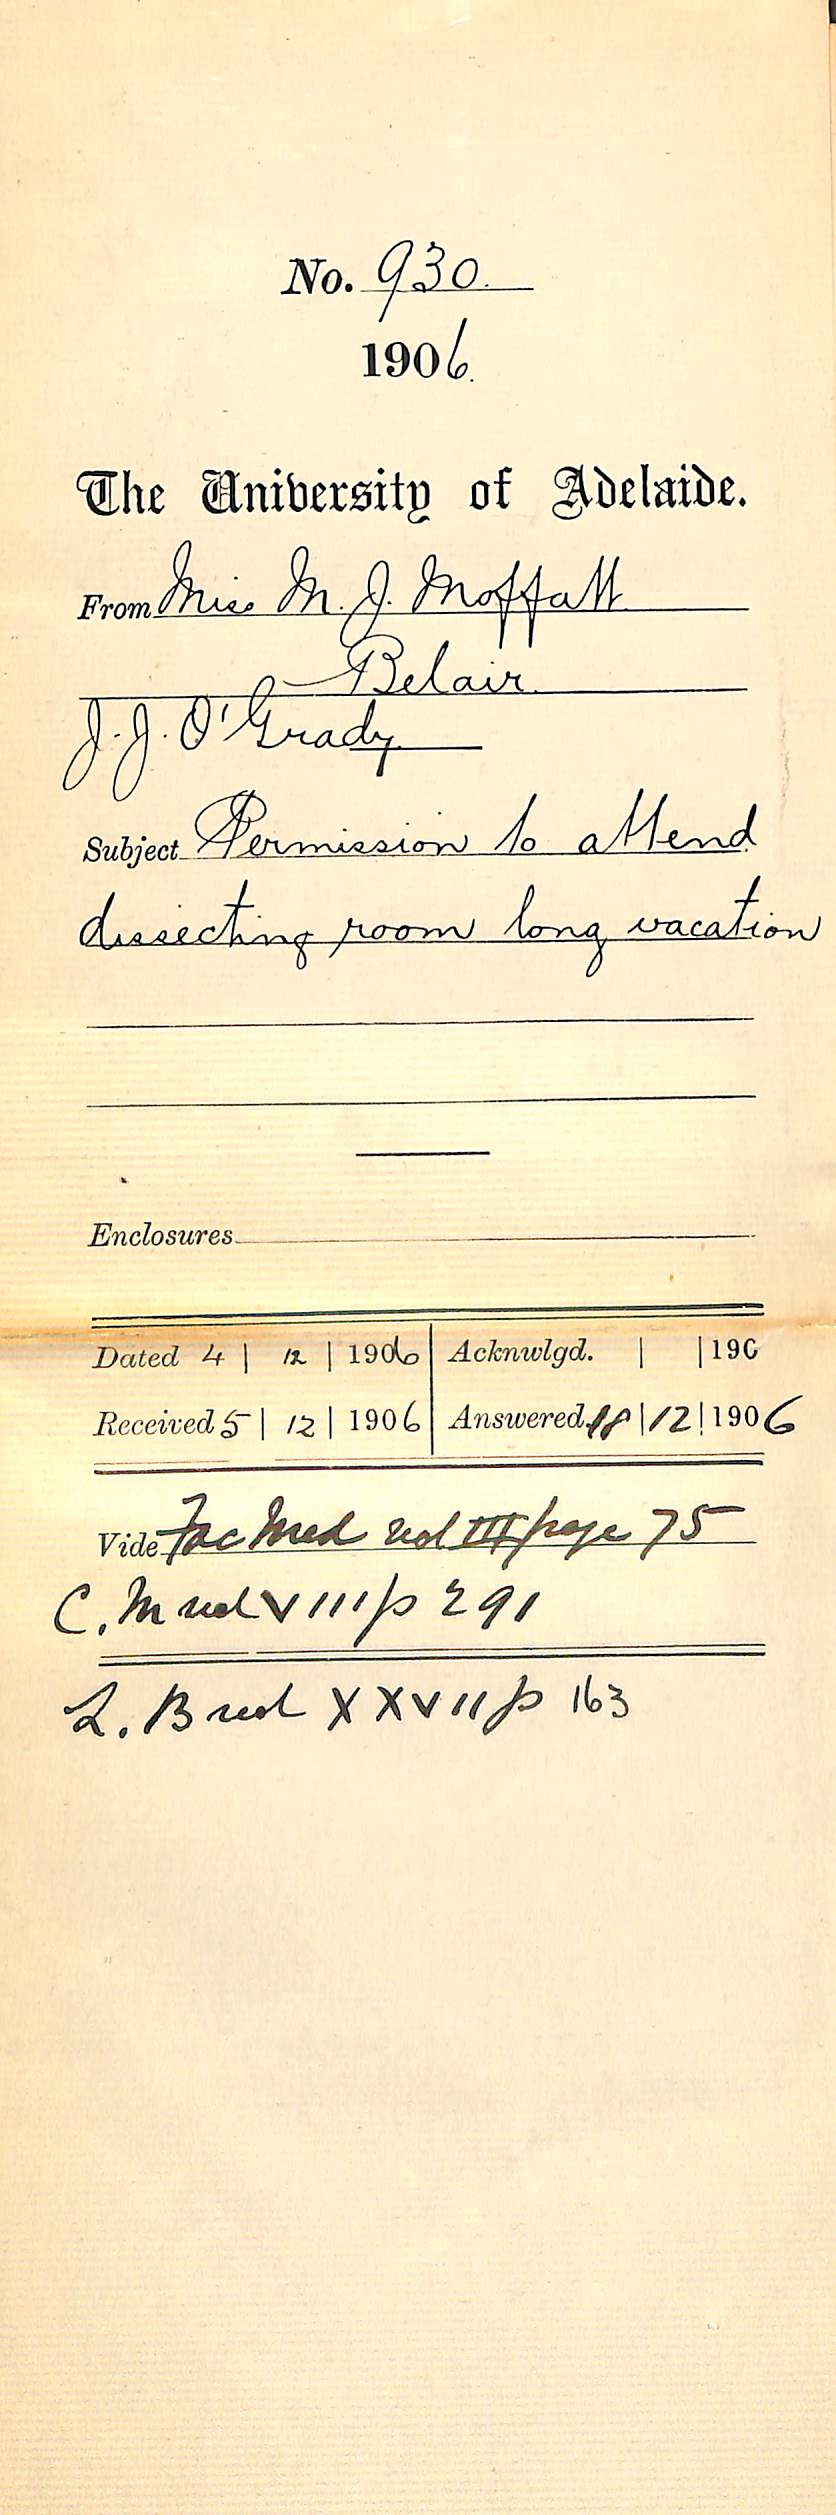 No. 930.
1906.
The University of Adelaide.
From Miss M. J. Moffatt
Belair.
J. J. O'Grady
Subject Permission to attend
dissecting room long vacation
Enclosures
Dated 4 | 12 | 1906 Acknwlgd. | | 190
Received 5 | 12 | 1906 Answered. 18 | 12 | 1906
Vide Fac Med vol III page 75
C. M vol VIII p 291
L. B vol XXVII p 163